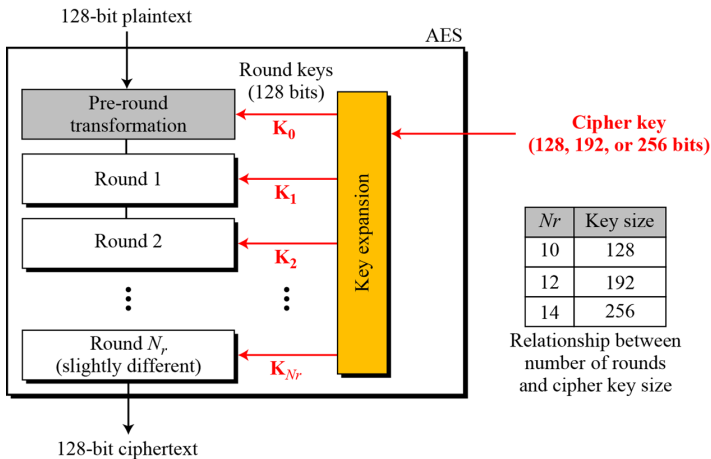 128-bit plaintext
AES
Round keys
(128 bits)
Pre-round
transformation
K0
Cipher key
(128, 192, or 256 bits)
Round 1
K1
Key expansion
Round 2
K2
Nr Key size
10 128
12 192
14 256
Relationship between
number of rounds
and cipher key size
Round Nr
(slightly different)
KNr
128-bit ciphertext